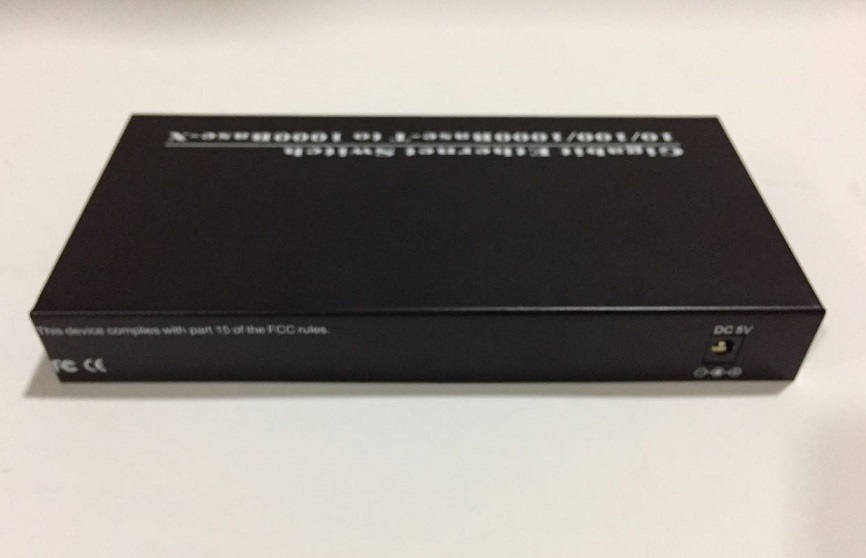 Gigabit Ethernet Switch
10/100/1000Base-T to 1000Base-X
This device complies with part 15 of the FCC rules.
DC 5V
FC CE